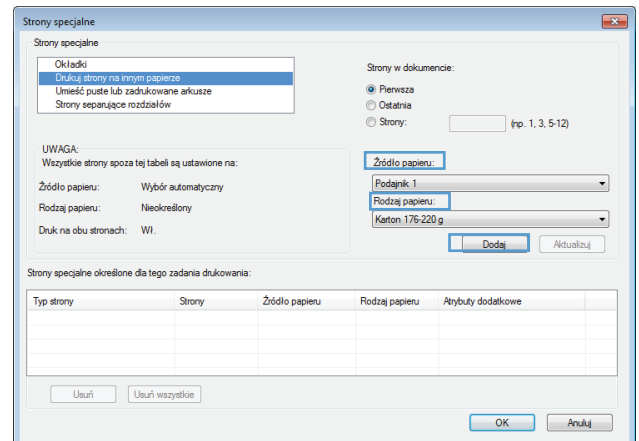 Strony specjalne
Strony specjalne
Okładki
Drukuj strony na innym papierze
Umieść puste lub zadrukowane arkusze
Strony separujące rozdziałów
Strony w dokumencie:
Pierwsza
Ostatnia
Strony:
(np. 1, 3, 5-12)
UWAGA:
Wszystkie strony spoza tej tabeli są ustawione na:
Źródło papieru: Wybór automatyczny
Rodzaj papieru: Nieokreślony
Druk na obu stronach: Wł.
Źródło papieru:
Podajnik 1
Rodzaj papieru:
Karton 176-220 g
Dodaj Aktualizuj
Strony specjalne określone dla tego zadania drukowania:
Typ strony Strony Źródło papieru Rodzaj papieru Atrybuty dodatkowe
Usuń Usuń wszystkie
OK Anuluj